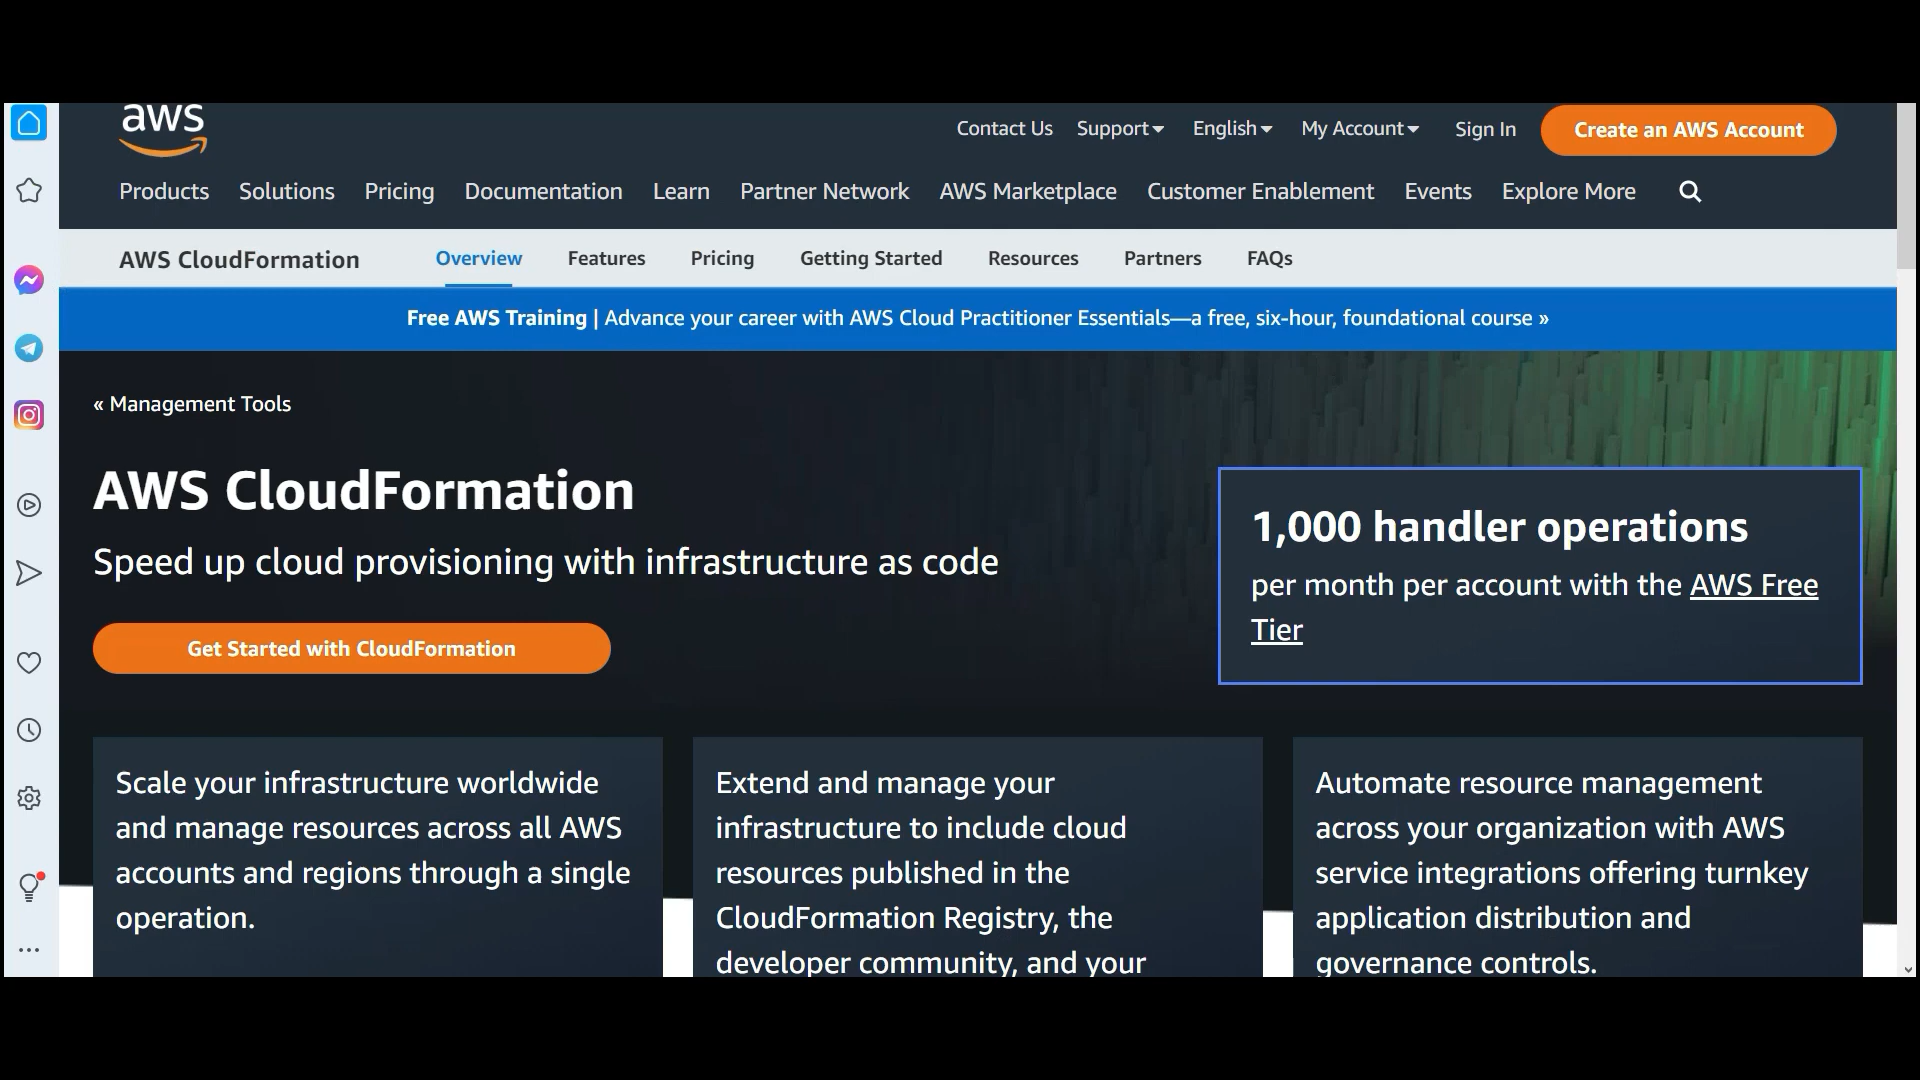 aws
Contact Us Support English My Account Sign In Create an AWS Account
Products Solutions Pricing Documentation Learn Partner Network AWS Marketplace Customer Enablement Events Explore More
AWS CloudFormation Overview Features Pricing Getting Started Resources Partners FAQs
Free AWS Training | Advance your career with AWS Cloud Practitioner Essentials—a free, six-hour, foundational course »
« Management Tools
AWS CloudFormation
Speed up cloud provisioning with infrastructure as code
Get Started with CloudFormation
1,000 handler operations
per month per account with the AWS Free
Tier
Scale your infrastructure worldwide
and manage resources across all AWS
accounts and regions through a single
operation.
Extend and manage your
infrastructure to include cloud
resources published in the
CloudFormation Registry, the
developer community, and your
Automate resource management
across your organization with AWS
service integrations offering turnkey
application distribution and
governance controls.